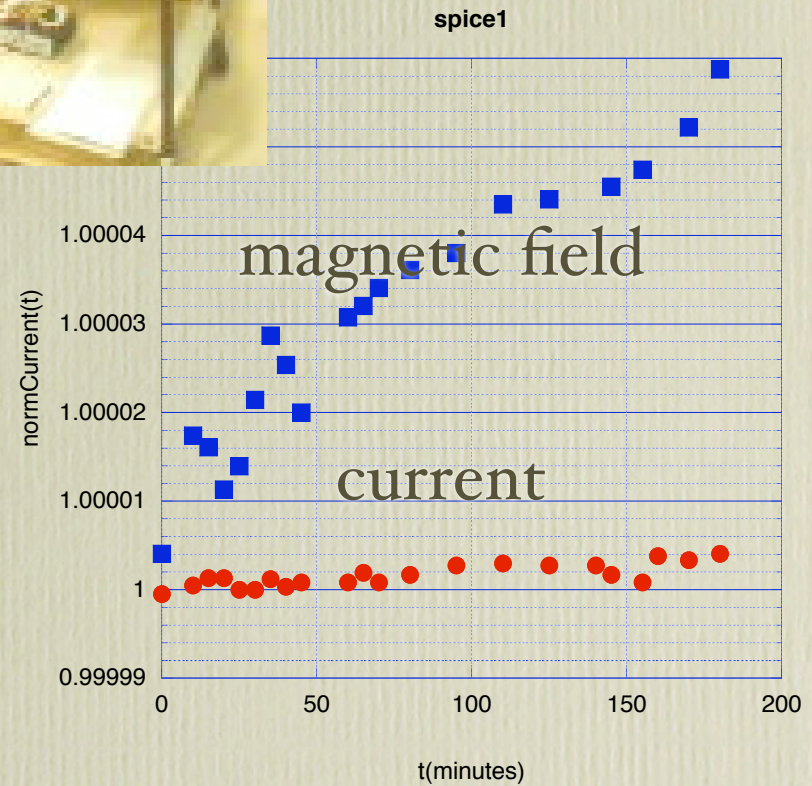 spice1
1.00004
1.00003
1.00002
1.00001
1
0.99999
normCurrent(t)
magnetic field
current
0
50
100
150
200
t(minutes)